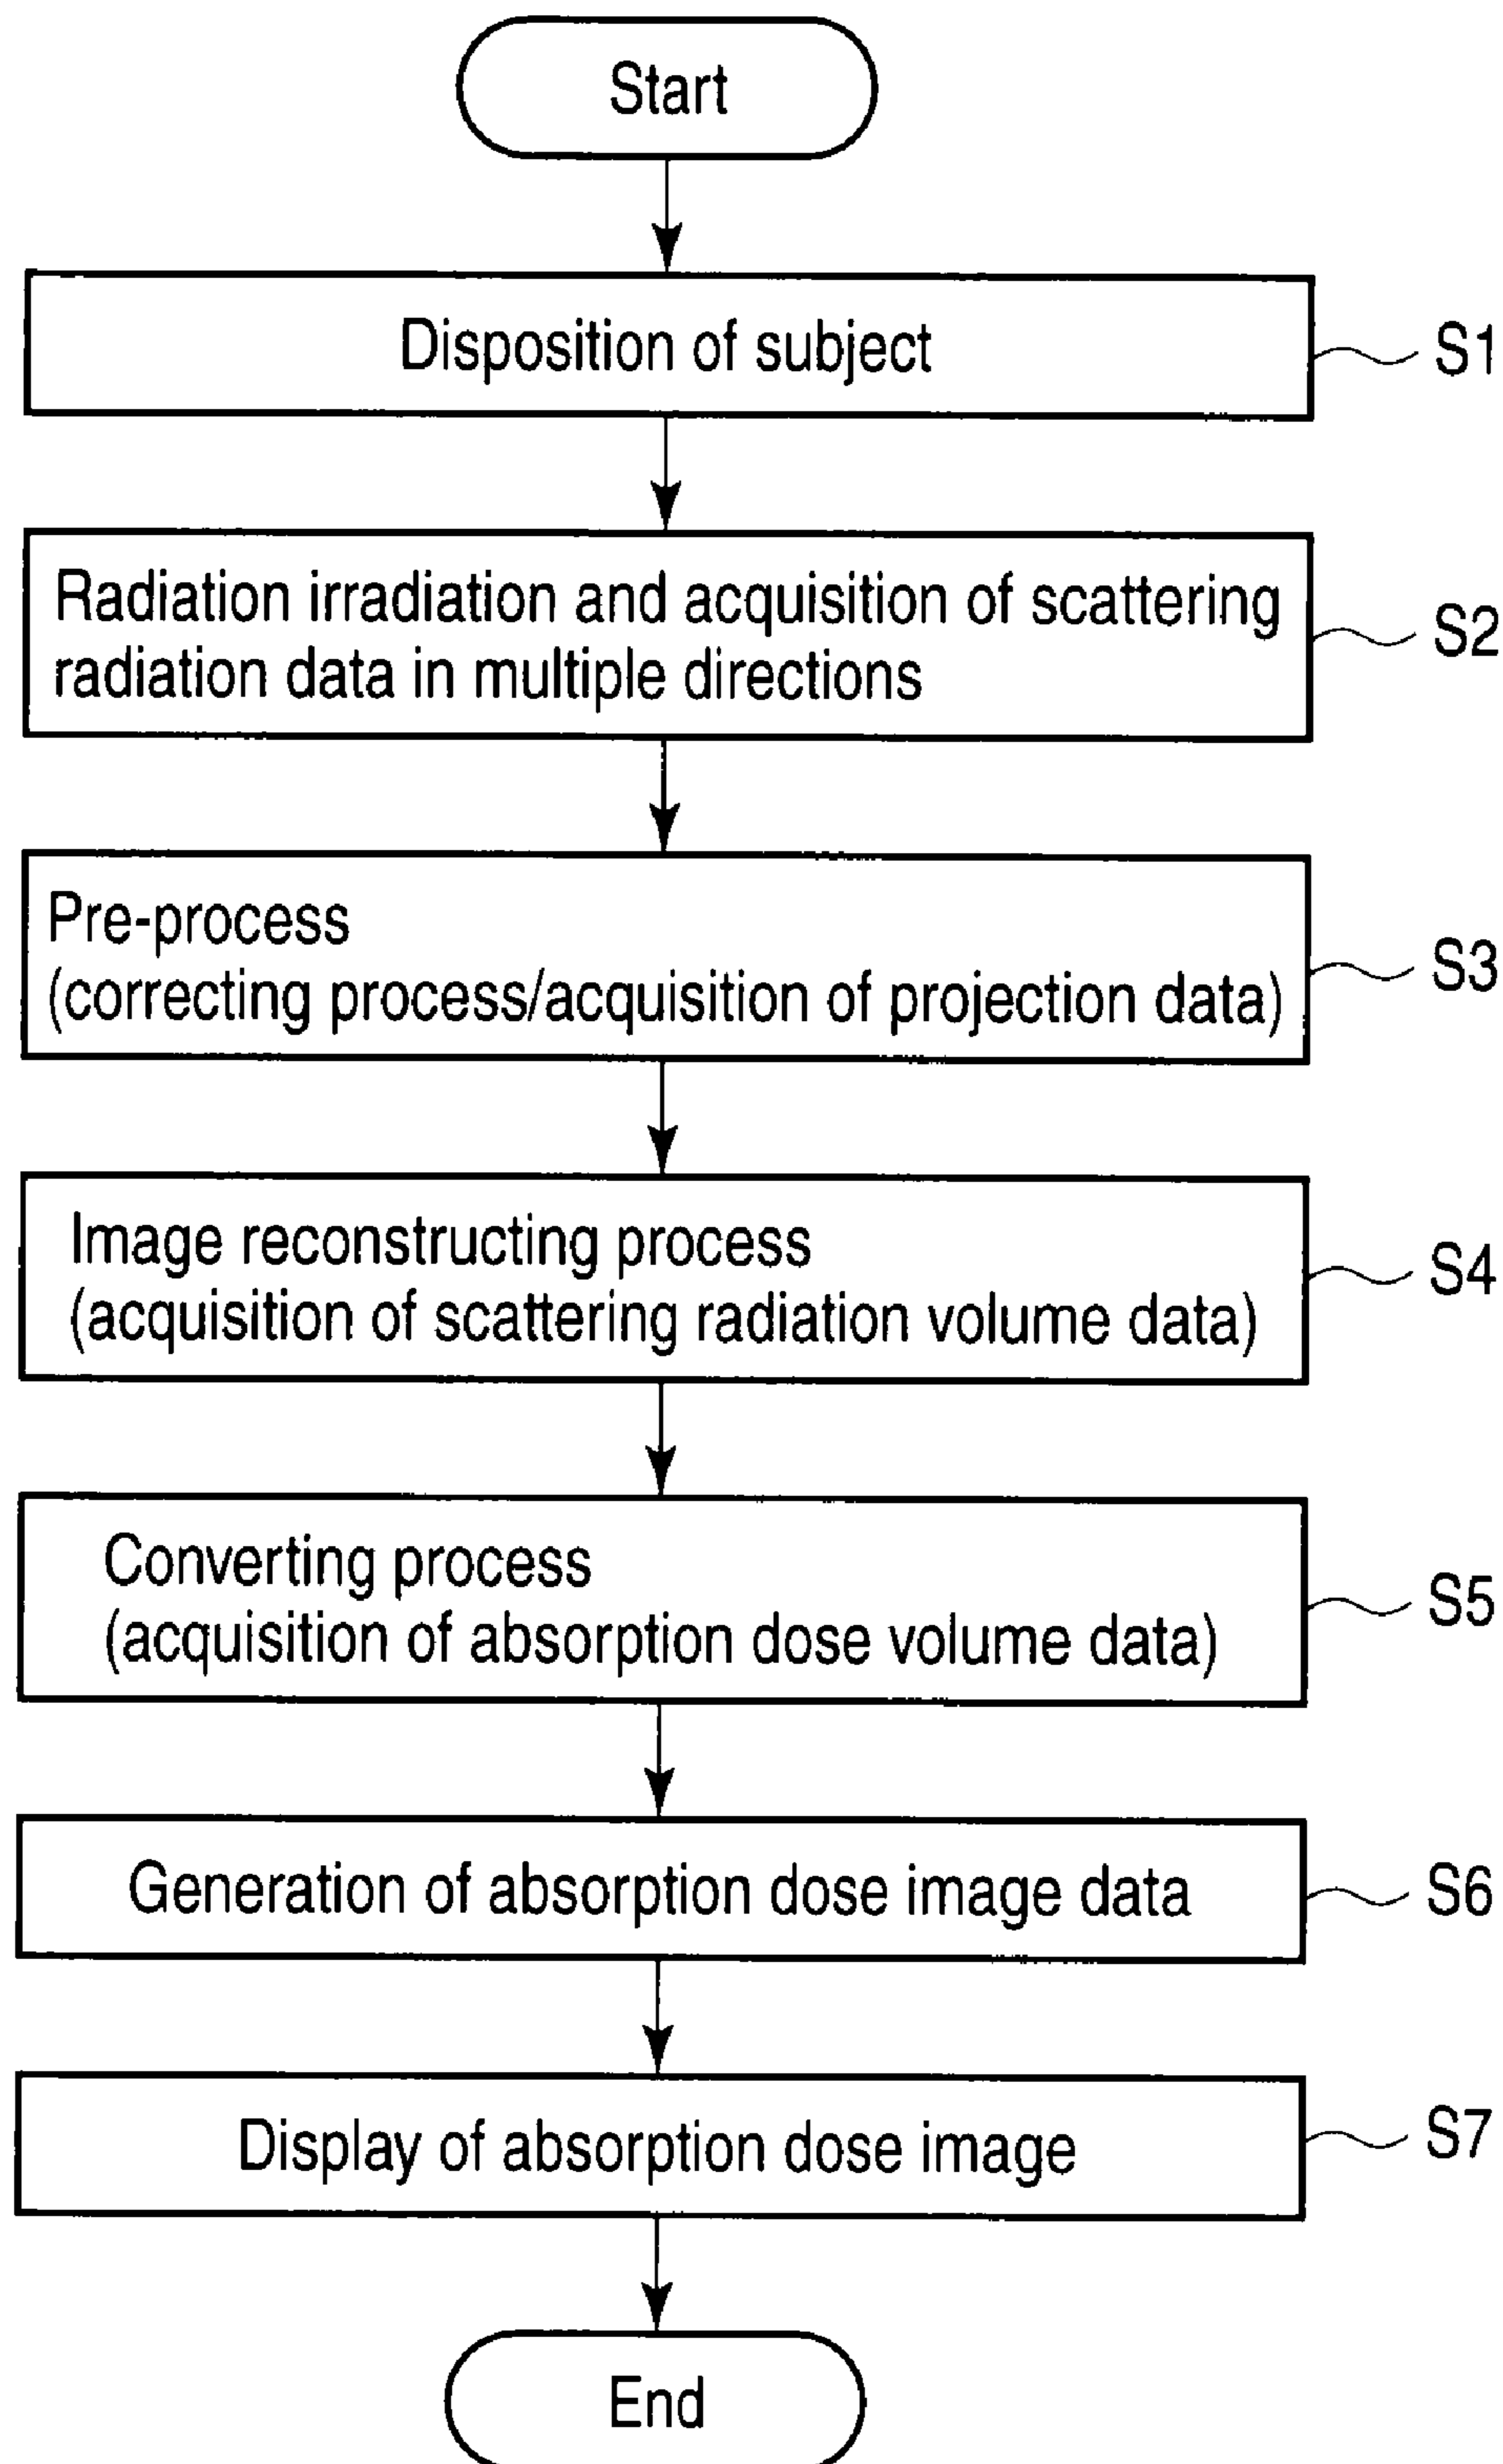 Start
Disposition of subject
S1
Radiation irradiation and acquisition of scattering
radiation data in multiple directions
S2
Pre-process
(correcting process/acquisition of projection data)
S3
Image reconstructing process
(acquisition of scattering radiation volume data)
S4
Converting process
(acquisition of absorption dose volume data)
S5
Generation of absorption dose image data
S6
Display of absorption dose image
S7
End